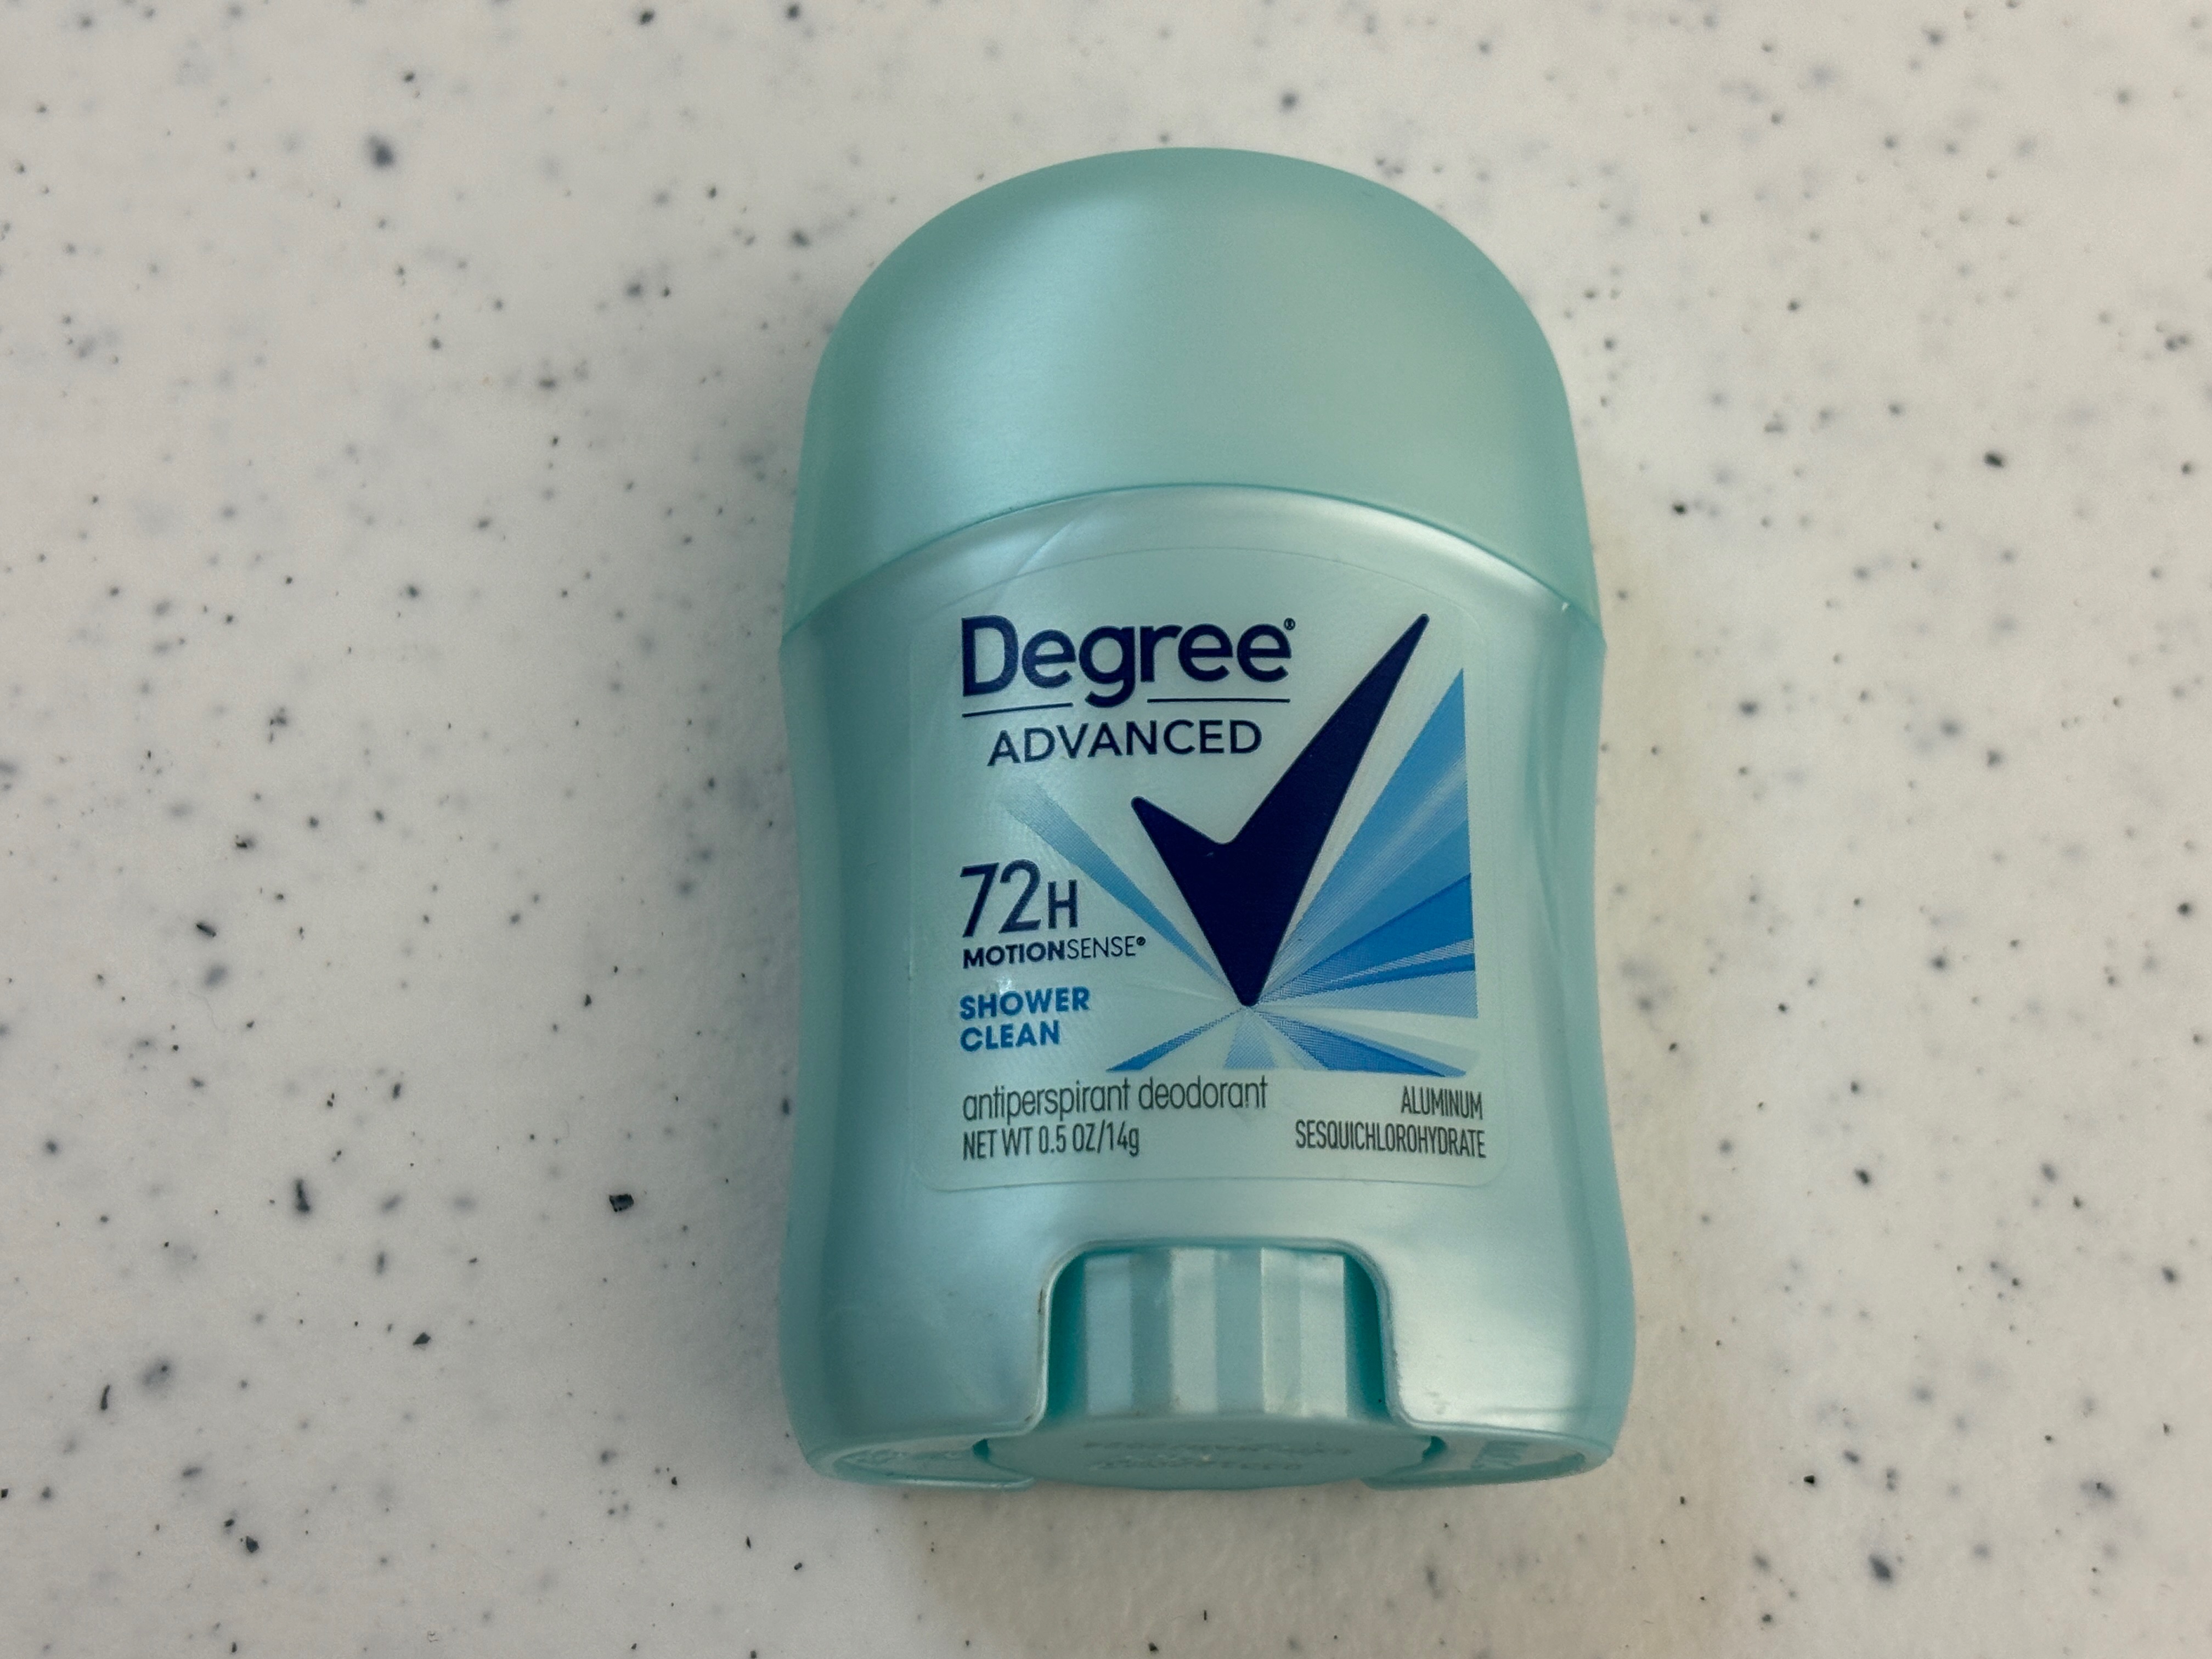 Degree®
ADVANCED
72H
MOTIONSENSE®
SHOWER
CLEAN
antiperspirant deodorant
NET WT 0.5 OZ/14g
ALUMINUM
SESQUICHLOROHYDRATE